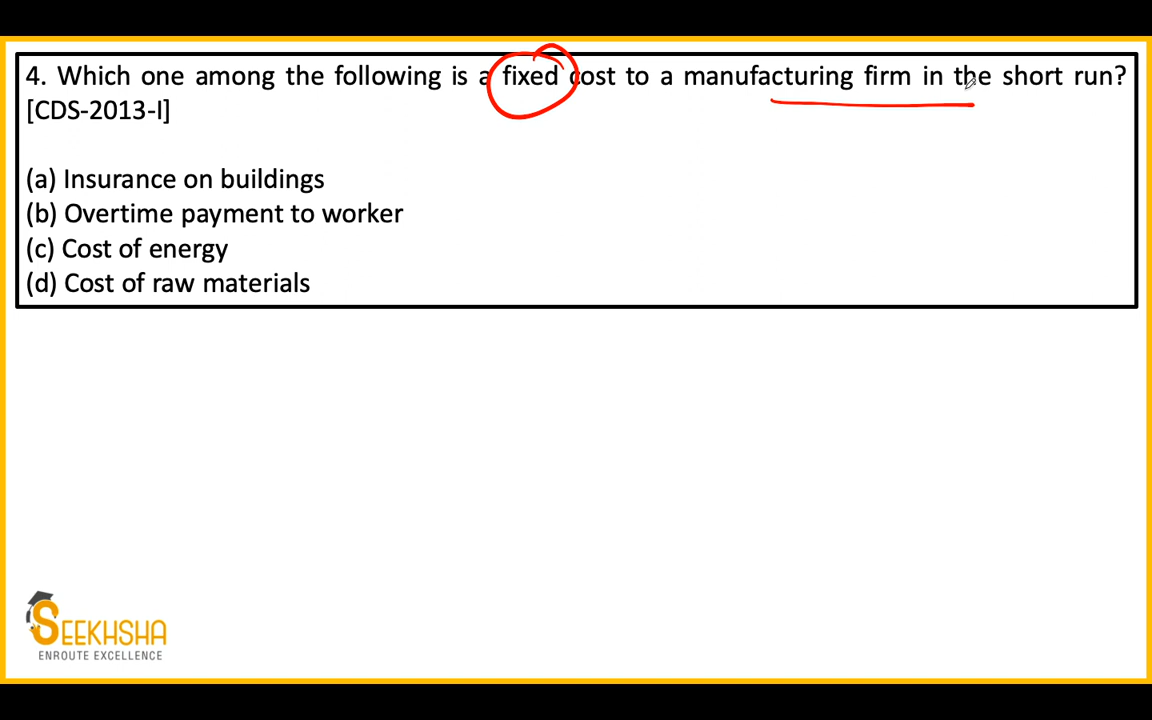 4. Which one among the following is a fixed cost to a manufacturing firm in the short run?
[CDS-2013-I]
(a) Insurance on buildings
(b) Overtime payment to worker
(c) Cost of energy
(d) Cost of raw materials
SEEKHSHA
ENROUTE EXCELLENCE